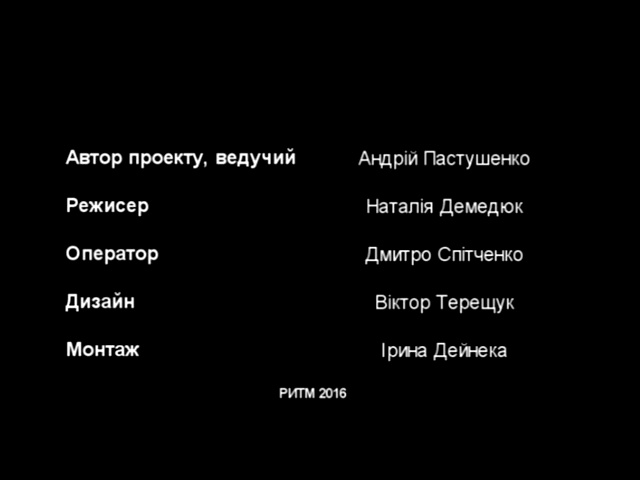 Автор проекту, ведучий Андрій Пастушенко
Режисер Наталія Демедюк
Оператор Дмитро Спітченко
Дизайн Віктор Терещук
Монтаж Ірина Дейнека
РИТМ 2016